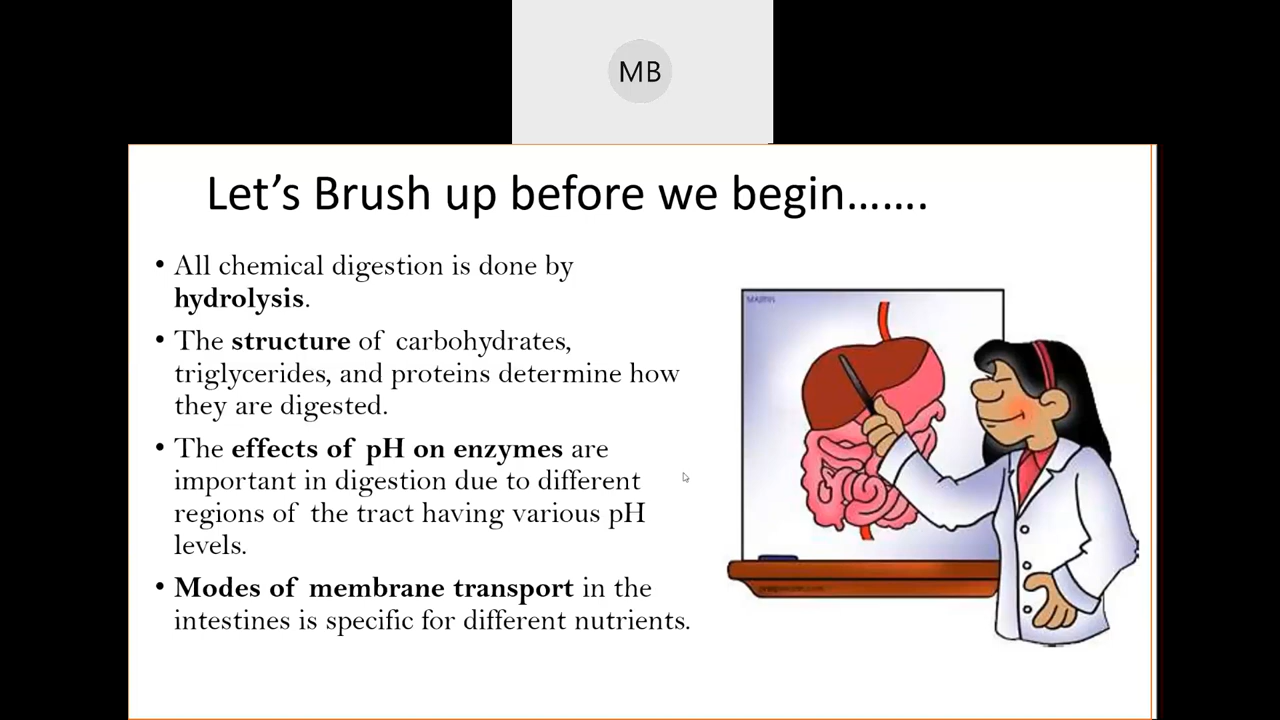 MB
Let's Brush up before we begin.......
• All chemical digestion is done by
hydrolysis.
• The structure of carbohydrates,
triglycerides, and proteins determine how
they are digested.
• The effects of pH on enzymes are
important in digestion due to different
regions of the tract having various pH
levels.
• Modes of membrane transport in the
intestines is specific for different nutrients.